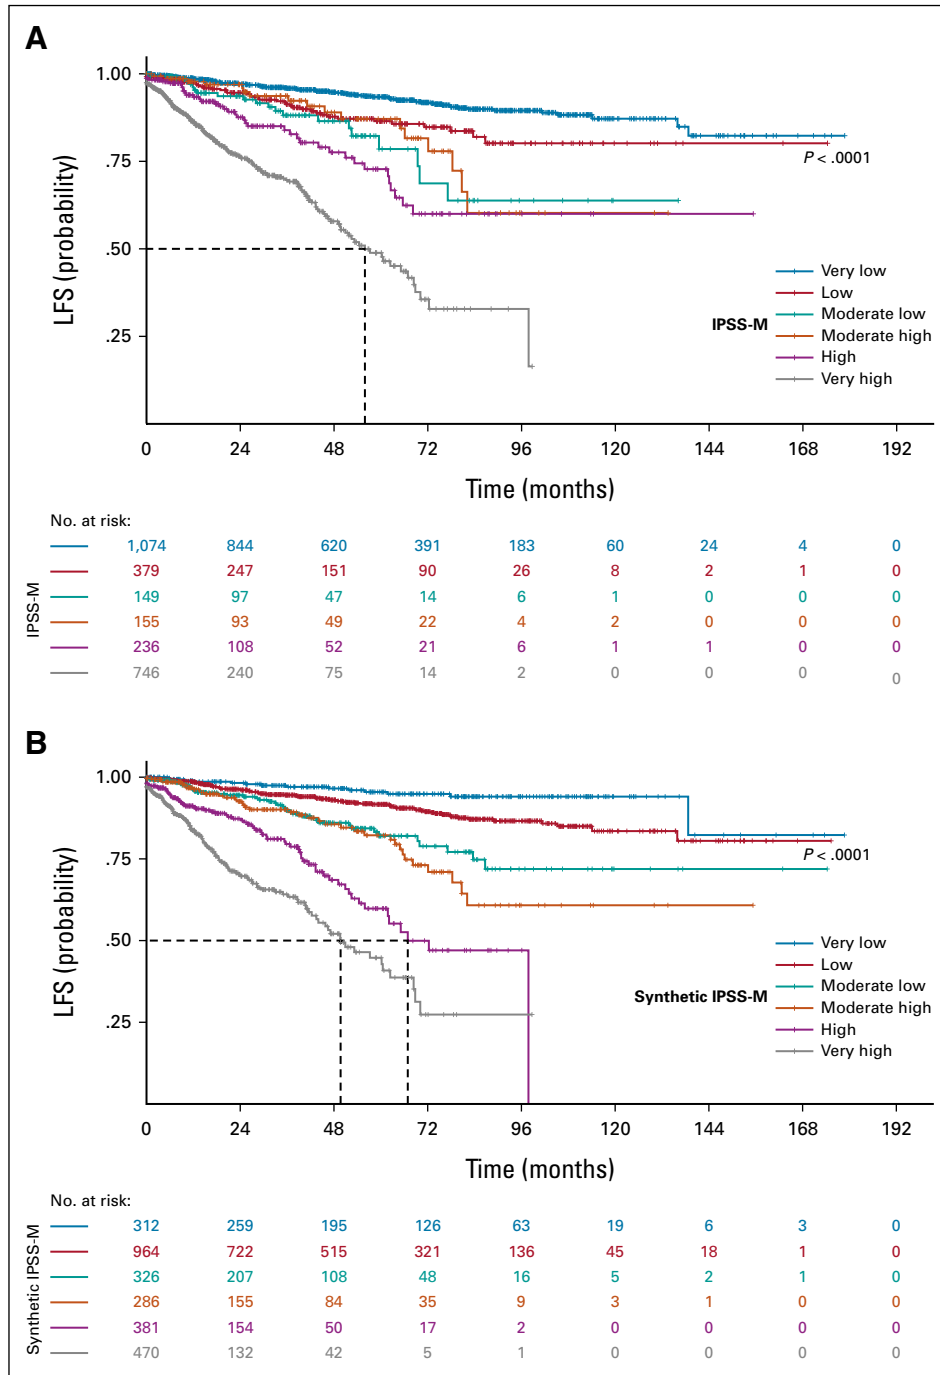 A
1.00
.75
.50
.25
LFS (probability)
P < .0001
IPSS-M
Very low
Low
Moderate low
Moderate high
High
Very high
0 24 48 72 96 120 144 168 192
Time (months)
No. at risk:
IPSS-M
1,074 844 620 391 183 60 24 4 0
379 247 151 90 26 8 2 1 0
149 97 47 14 6 1 0 0 0
155 93 49 22 4 2 0 0 0
236 108 52 21 6 1 1 0 0
746 240 75 14 2 0 0 0 0
B
1.00
.75
.50
.25
LFS (probability)
P < .0001
Synthetic IPSS-M
Very low
Low
Moderate low
Moderate high
High
Very high
0 24 48 72 96 120 144 168 192
Time (months)
No. at risk:
Synthetic IPSS-M
312 259 195 126 63 19 6 3 0
964 722 515 321 136 45 18 1 0
326 207 108 48 16 5 2 1 0
286 155 84 35 9 3 1 0 0
381 154 50 17 2 0 0 0 0
470 132 42 5 1 0 0 0 0